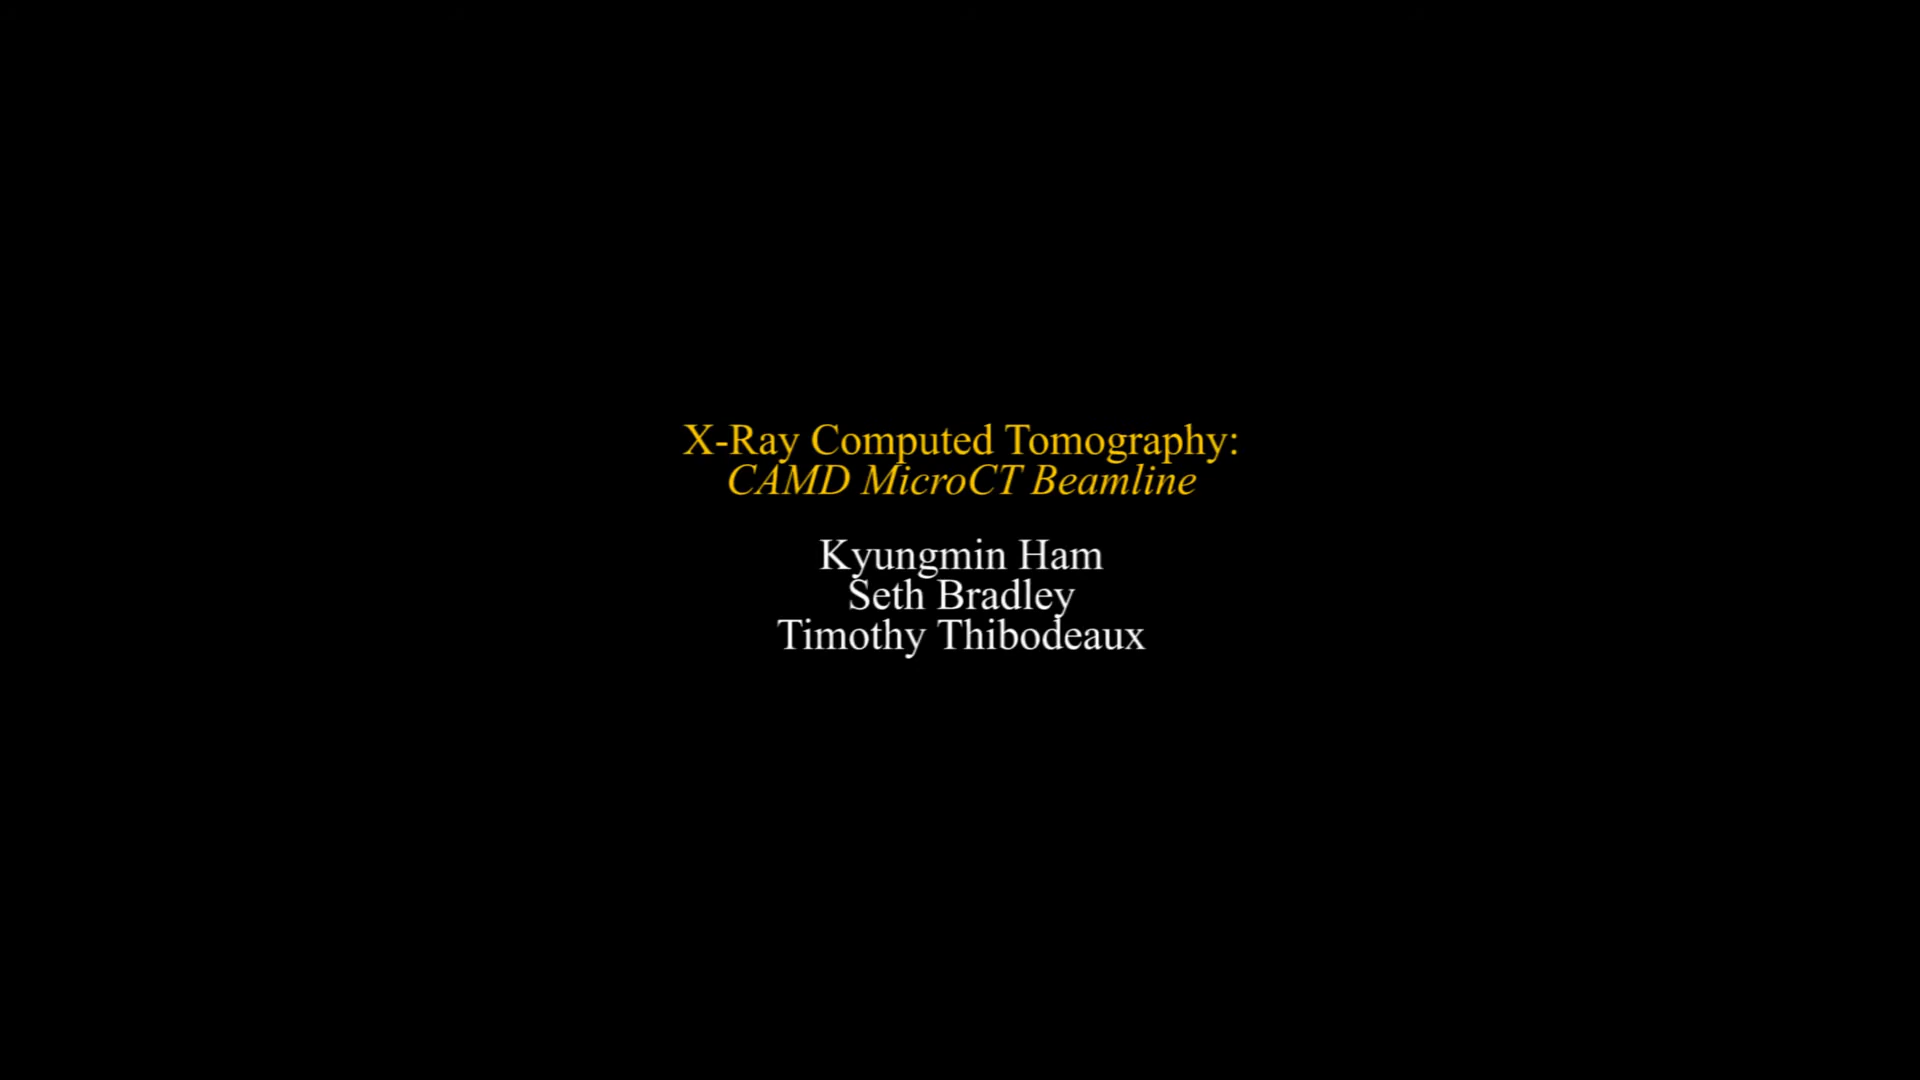 X-Ray Computed Tomography:
CAMD MicroCT Beamline
Kyungmin Ham
Seth Bradley
Timothy Thibodeaux